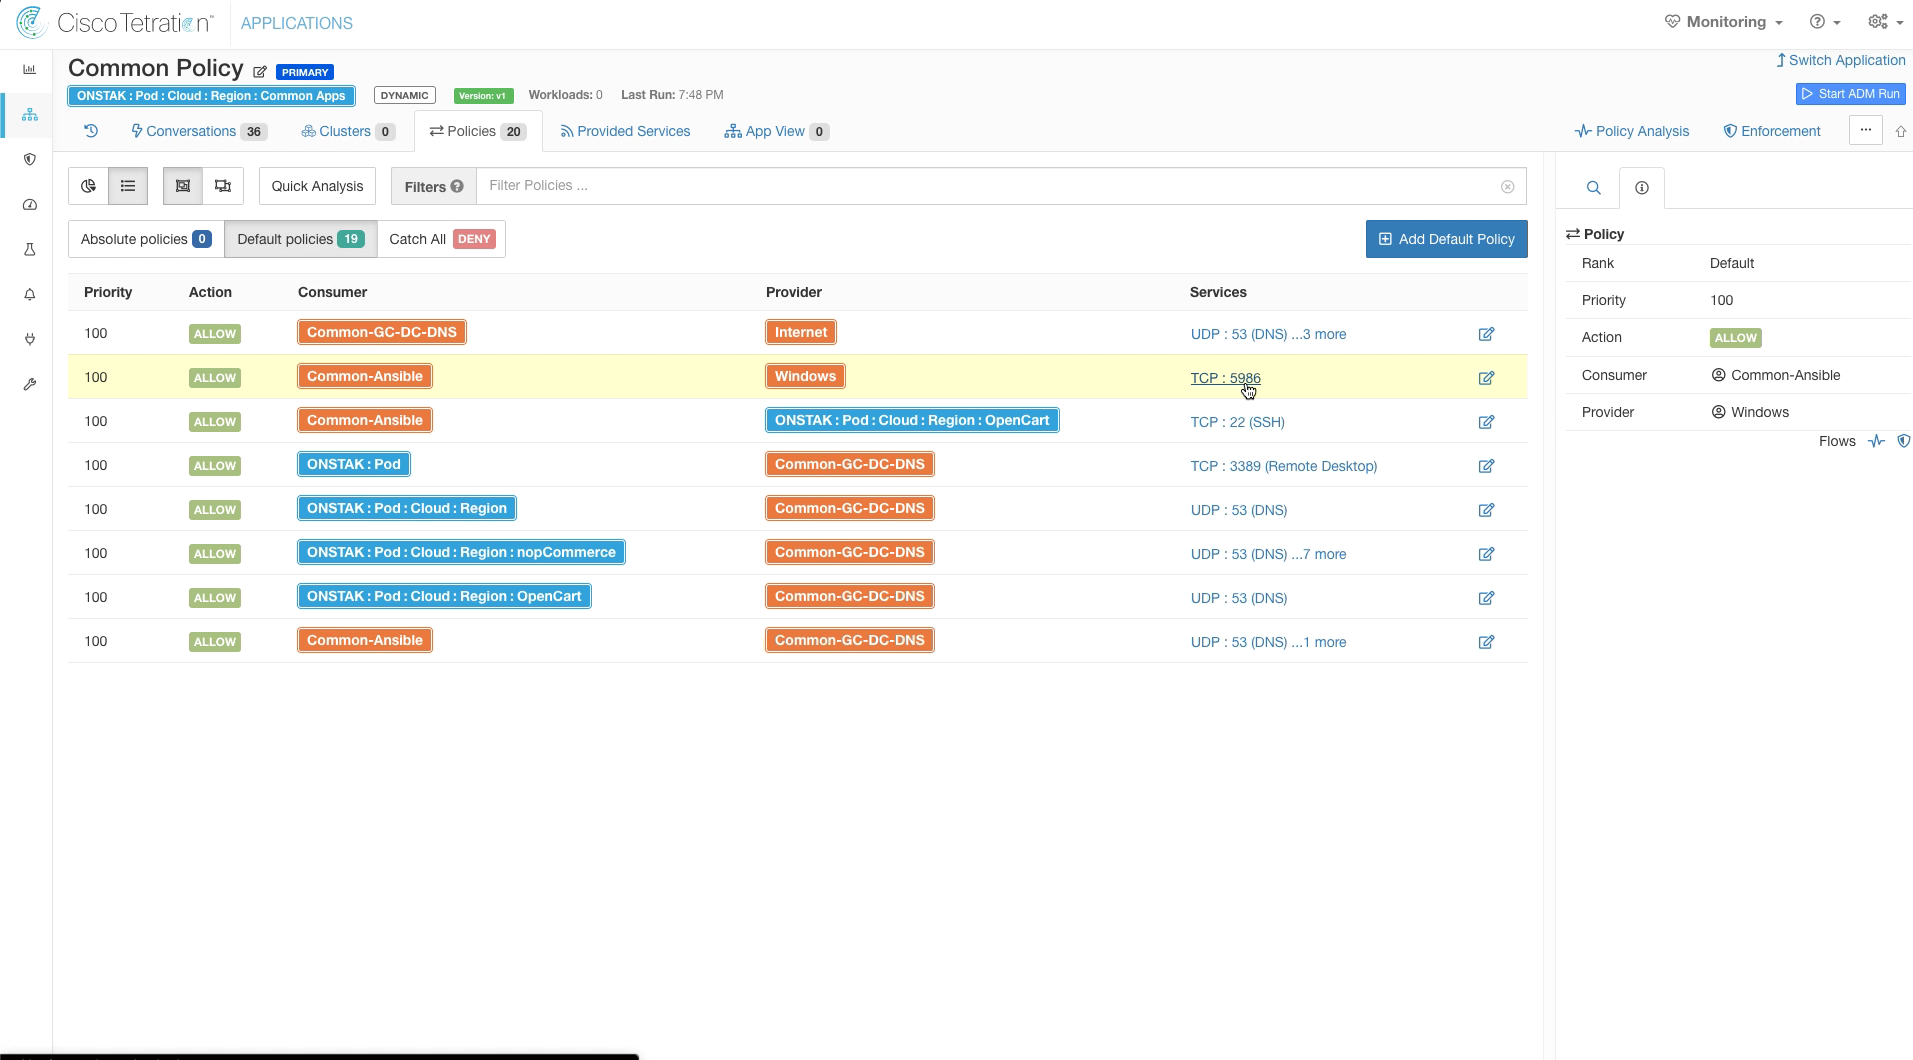 Cisco Tetration™ APPLICATIONS Monitoring
Common Policy PRIMARY Switch Application
ONSTAK : Pod : Cloud : Region : Common Apps DYNAMIC Version: v1 Workloads: 0 Last Run: 7:48 PM Start ADM Run
Conversations 36 Clusters 0 Policies 20 Provided Services App View 0 Policy Analysis Enforcement ...
Quick Analysis Filters ? Filter Policies ...
Absolute policies 0 Default policies 19 Catch All DENY Add Default Policy
Priority Action Consumer Provider Services
100 ALLOW Common-GC-DC-DNS Internet UDP : 53 (DNS) ...3 more
100 ALLOW Common-Ansible Windows TCP : 5986
100 ALLOW Common-Ansible ONSTAK : Pod : Cloud : Region : OpenCart TCP : 22 (SSH)
100 ALLOW ONSTAK : Pod Common-GC-DC-DNS TCP : 3389 (Remote Desktop)
100 ALLOW ONSTAK : Pod : Cloud : Region Common-GC-DC-DNS UDP : 53 (DNS)
100 ALLOW ONSTAK : Pod : Cloud : Region : nopCommerce Common-GC-DC-DNS UDP : 53 (DNS) ...7 more
100 ALLOW ONSTAK : Pod : Cloud : Region : OpenCart Common-GC-DC-DNS UDP : 53 (DNS)
100 ALLOW Common-Ansible Common-GC-DC-DNS UDP : 53 (DNS) ...1 more
Policy
Rank Default
Priority 100
Action ALLOW
Consumer Common-Ansible
Provider Windows
Flows